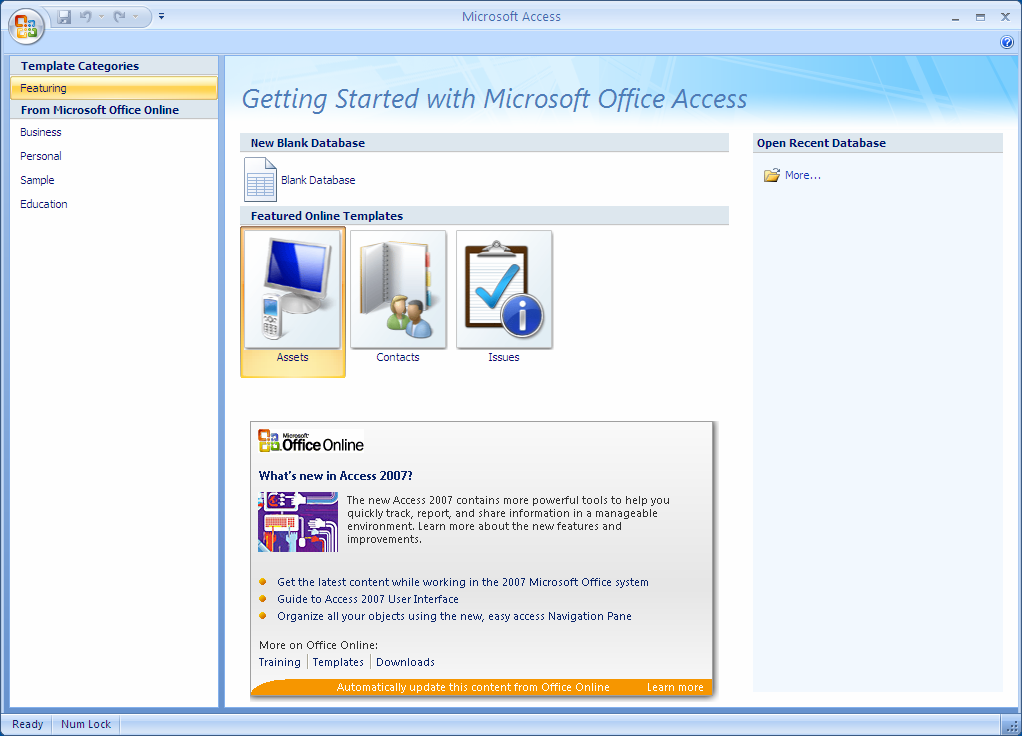 Microsoft Access
Template Categories
Featuring
From Microsoft Office Online
Business
Personal
Sample
Education
Getting Started with Microsoft Office Access
New Blank Database
Blank Database
Featured Online Templates
Assets
Contacts
Issues
Open Recent Database
More...
Microsoft
Office Online
What's new in Access 2007?
The new Access 2007 contains more powerful tools to help you
quickly track, report, and share information in a manageable
environment. Learn more about the new features and
improvements.
Get the latest content while working in the 2007 Microsoft Office system
Guide to Access 2007 User Interface
Organize all your objects using the new, easy access Navigation Pane
More on Office Online:
Training | Templates | Downloads
Automatically update this content from Office Online Learn more
Ready Num Lock